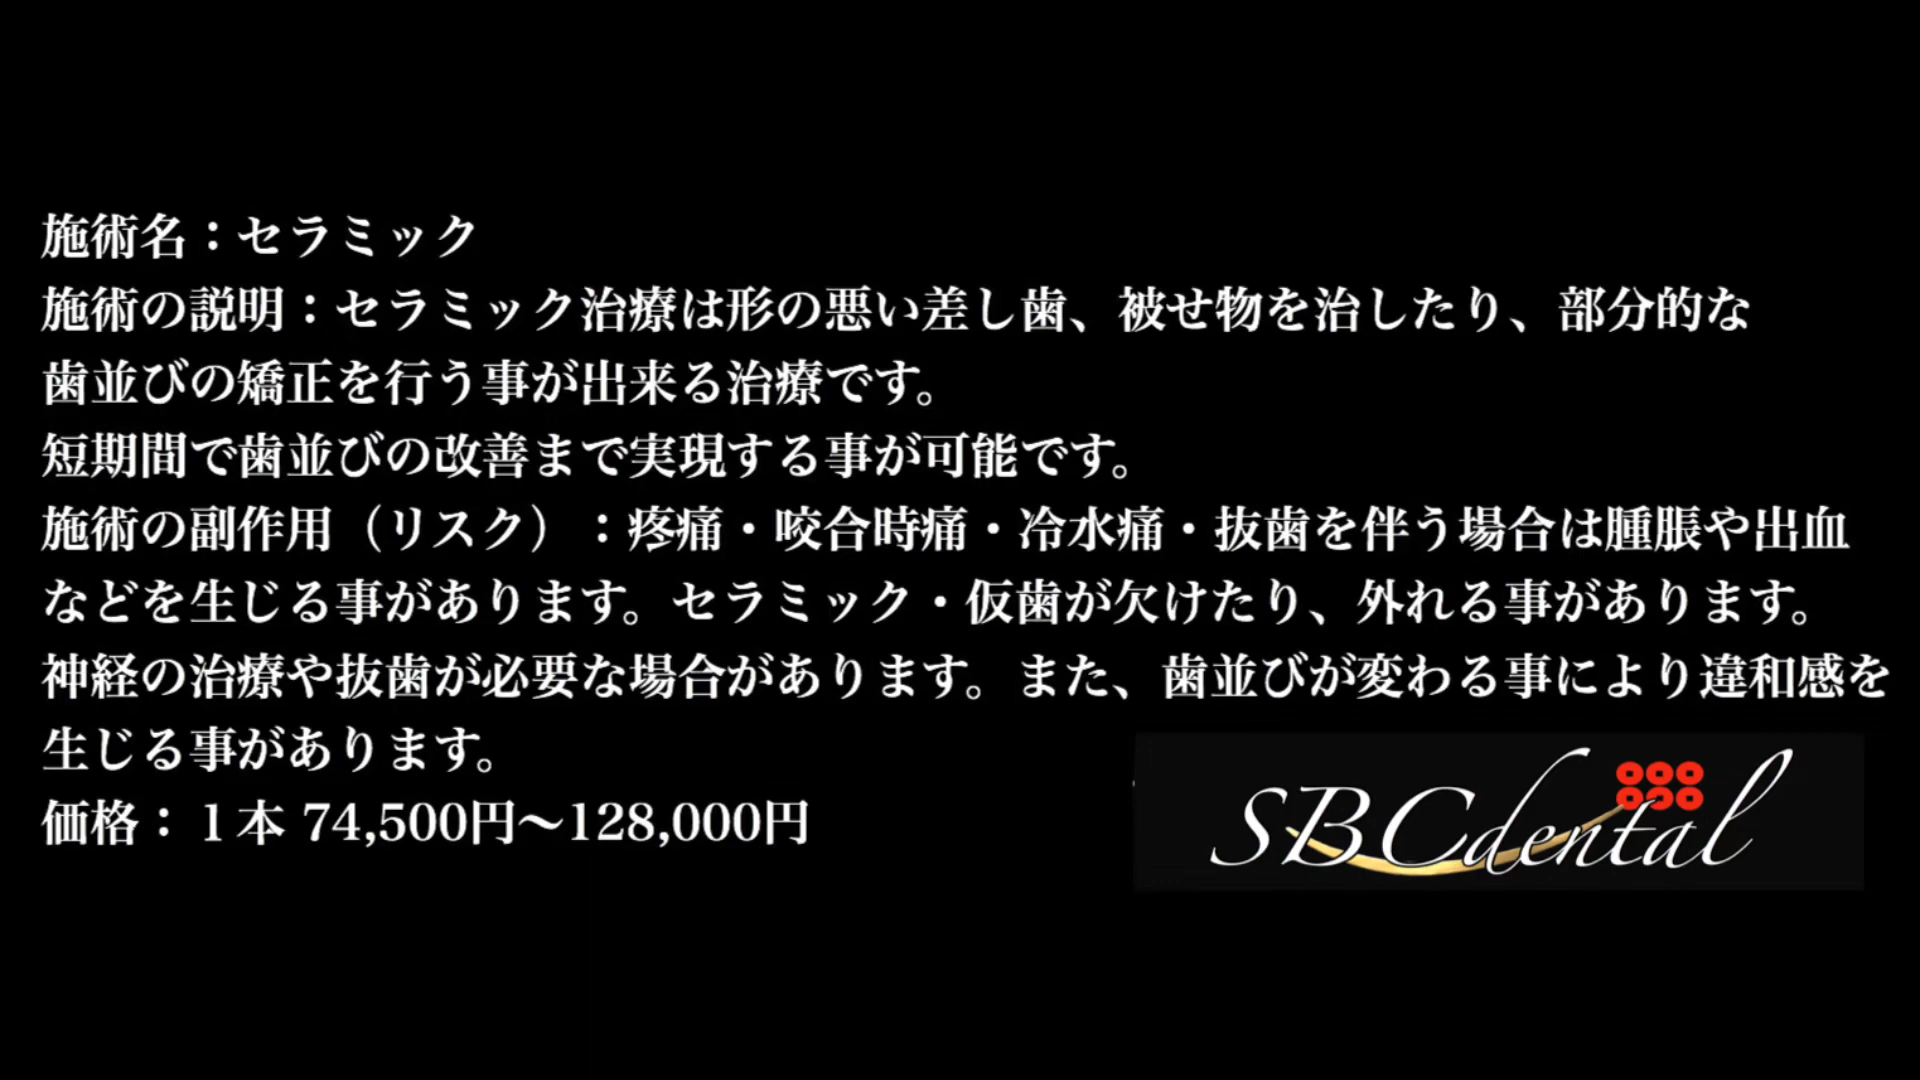 施術名：セラミック
施術の説明：セラミック治療は形の悪い差し歯、被せ物を治したり、部分的な
歯並びの矯正を行う事が出来る治療です。
短期間で歯並びの改善まで実現する事が可能です。
施術の副作用（リスク）：疼痛・咬合時痛・冷水痛・抜歯を伴う場合は腫脹や出血
などを生じる事があります。セラミック・仮歯が欠けたり、外れる事があります。
神経の治療や抜歯が必要な場合があります。また、歯並びが変わる事により違和感を
生じる事があります。
価格：１本 74,500円〜128,000円
SBCdental